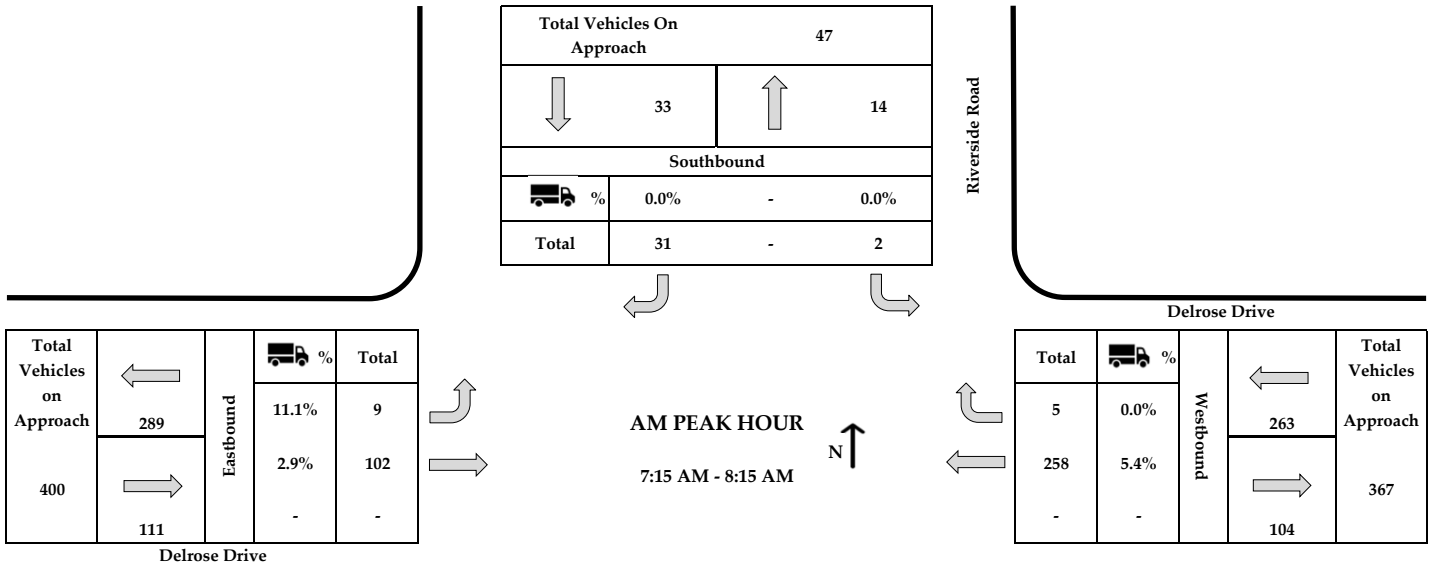 Total Vehicles On
Approach
47
33
14
Southbound
% 0.0% - 0.0%
Total 31 - 2
Riverside Road
Delrose Drive
Total
Vehicles
on
Approach
400
289
111
Eastbound
% Total
11.1% 9
2.9% 102
- -
Delrose Drive
AM PEAK HOUR
N
7:15 AM - 8:15 AM
Total %
5 0.0%
258 5.4%
- -
Westbound
263
104
Total
Vehicles
on
Approach
367